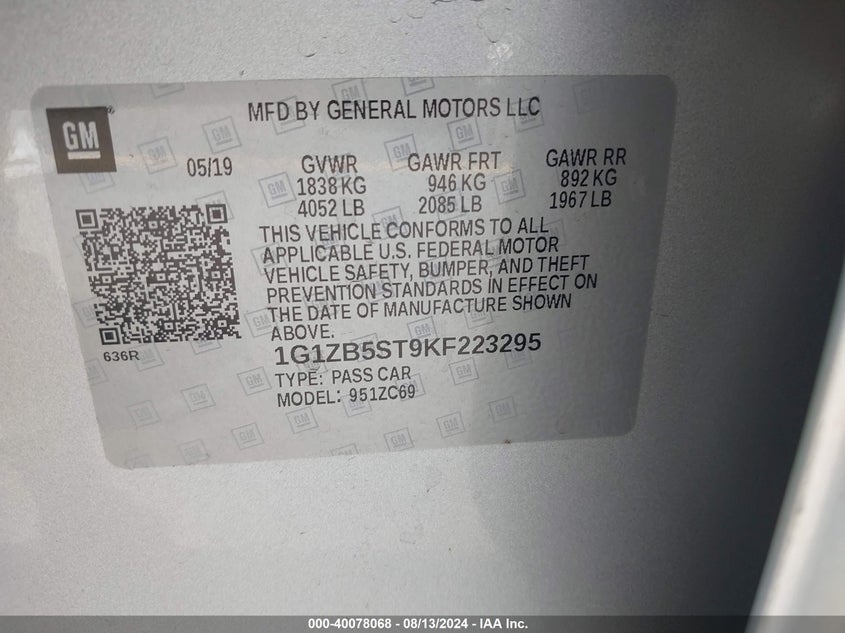 GM
MFD BY GENERAL MOTORS LLC
05/19
GVWR
1838 KG
4052 LB
GAWR FRT
946 KG
2085 LB
GAWR RR
892 KG
1967 LB
THIS VEHICLE CONFORMS TO ALL
APPLICABLE U.S. FEDERAL MOTOR
VEHICLE SAFETY, BUMPER, AND THEFT
PREVENTION STANDARDS IN EFFECT ON
THE DATE OF MANUFACTURE SHOWN
ABOVE.
636R
1G1ZB5ST9KF223295
TYPE: PASS CAR
MODEL: 951ZC69
000-40078068 - 08/13/2024 - IAA Inc.